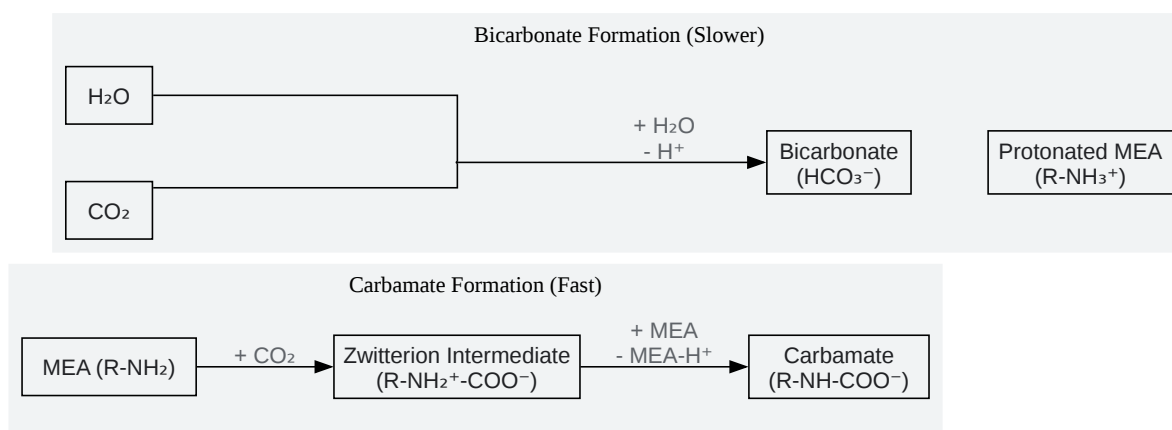 Bicarbonate Formation (Slower)
H₂O
CO₂
+ H₂O
- H⁺
Bicarbonate
(HCO₃⁻)
Protonated MEA
(R-NH₃⁺)
Carbamate Formation (Fast)
MEA (R-NH₂)
+ CO₂
Zwitterion Intermediate
(R-NH₂⁺-COO⁻)
+ MEA
- MEA-H⁺
Carbamate
(R-NH-COO⁻)